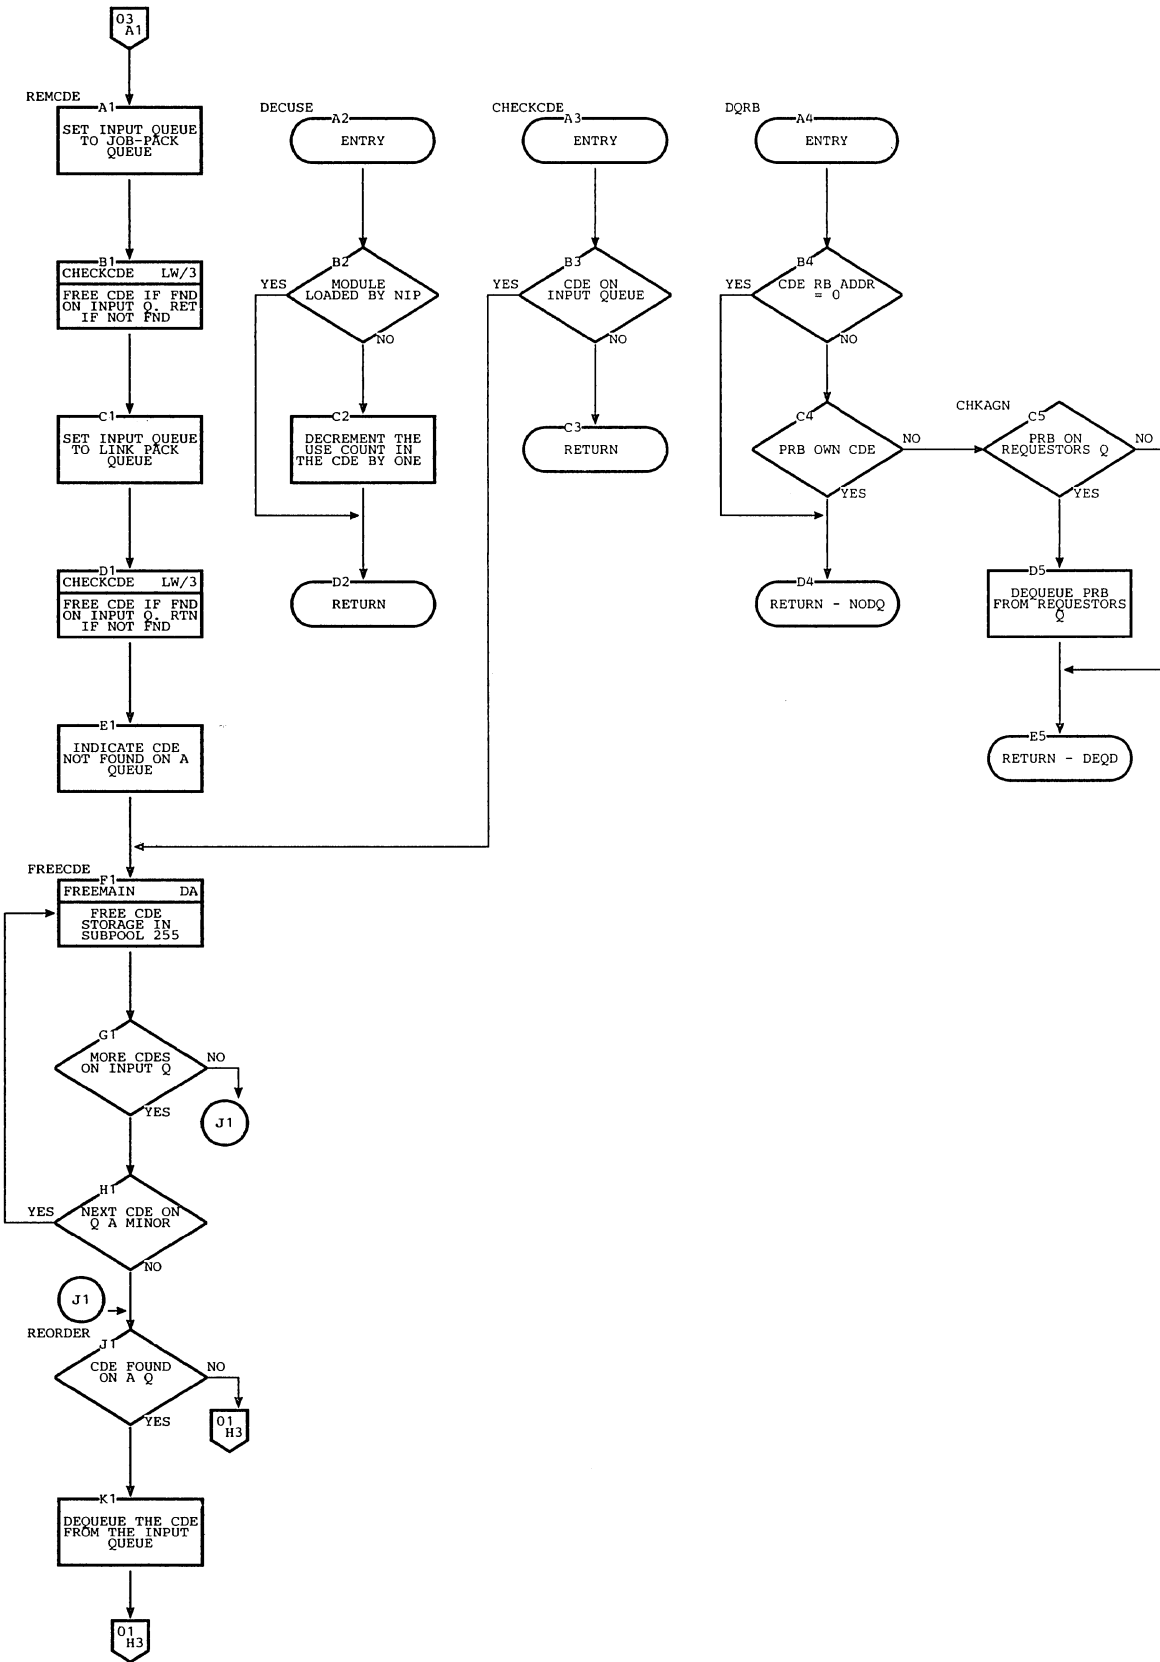 03
A1
REMCDE
A1
SET INPUT QUEUE
TO JOB-PACK
QUEUE
B1
CHECKCDE LW/3
FREE CDE IF FND
ON INPUT Q. RET
IF NOT FND
C1
SET INPUT QUEUE
TO LINK PACK
QUEUE
D1
CHECKCDE LW/3
FREE CDE IF FND
ON INPUT Q. RTN
IF NOT FND
E1
INDICATE CDE
NOT FOUND ON A
QUEUE
FREECDE
F1
FREEMAIN DA
FREE CDE
STORAGE IN
SUBPOOL 255
G1
MORE CDES
ON INPUT Q
NO
J1
YES
H1
NEXT CDE ON
Q A MINOR
YES
NO
J1
REORDER
J1
CDE FOUND
ON A Q
NO
01
H3
YES
K1
DEQUEUE THE CDE
FROM THE INPUT
QUEUE
01
H3
DECUSE
A2
ENTRY
B2
MODULE
LOADED BY NIP
YES
NO
C2
DECREMENT THE
USE COUNT IN
THE CDE BY ONE
D2
RETURN
CHECKCDE
A3
ENTRY
B3
CDE ON
INPUT QUEUE
YES
NO
C3
RETURN
DQRB
A4
ENTRY
B4
CDE RB ADDR
= 0
YES
NO
C4
PRB OWN CDE
NO
YES
D4
RETURN - NODQ
CHKAGN
C5
PRB ON
REQUESTORS Q
NO
YES
D5
DEQUEUE PRB
FROM REQUESTORS
Q
E5
RETURN - DEQD